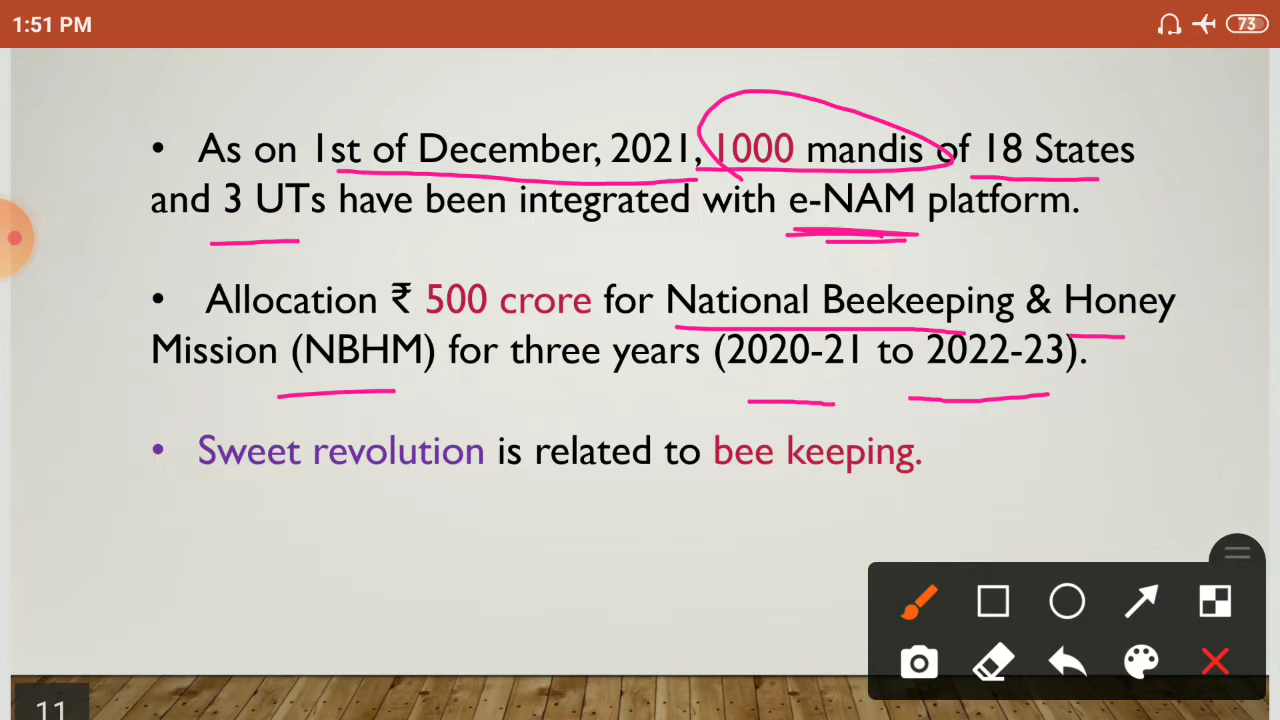 1:51 PM
73
• As on 1st of December, 2021, 1000 mandis of 18 States
and 3 UTs have been integrated with e-NAM platform.
• Allocation ₹ 500 crore for National Beekeeping & Honey
Mission (NBHM) for three years (2020-21 to 2022-23).
• Sweet revolution is related to bee keeping.
11